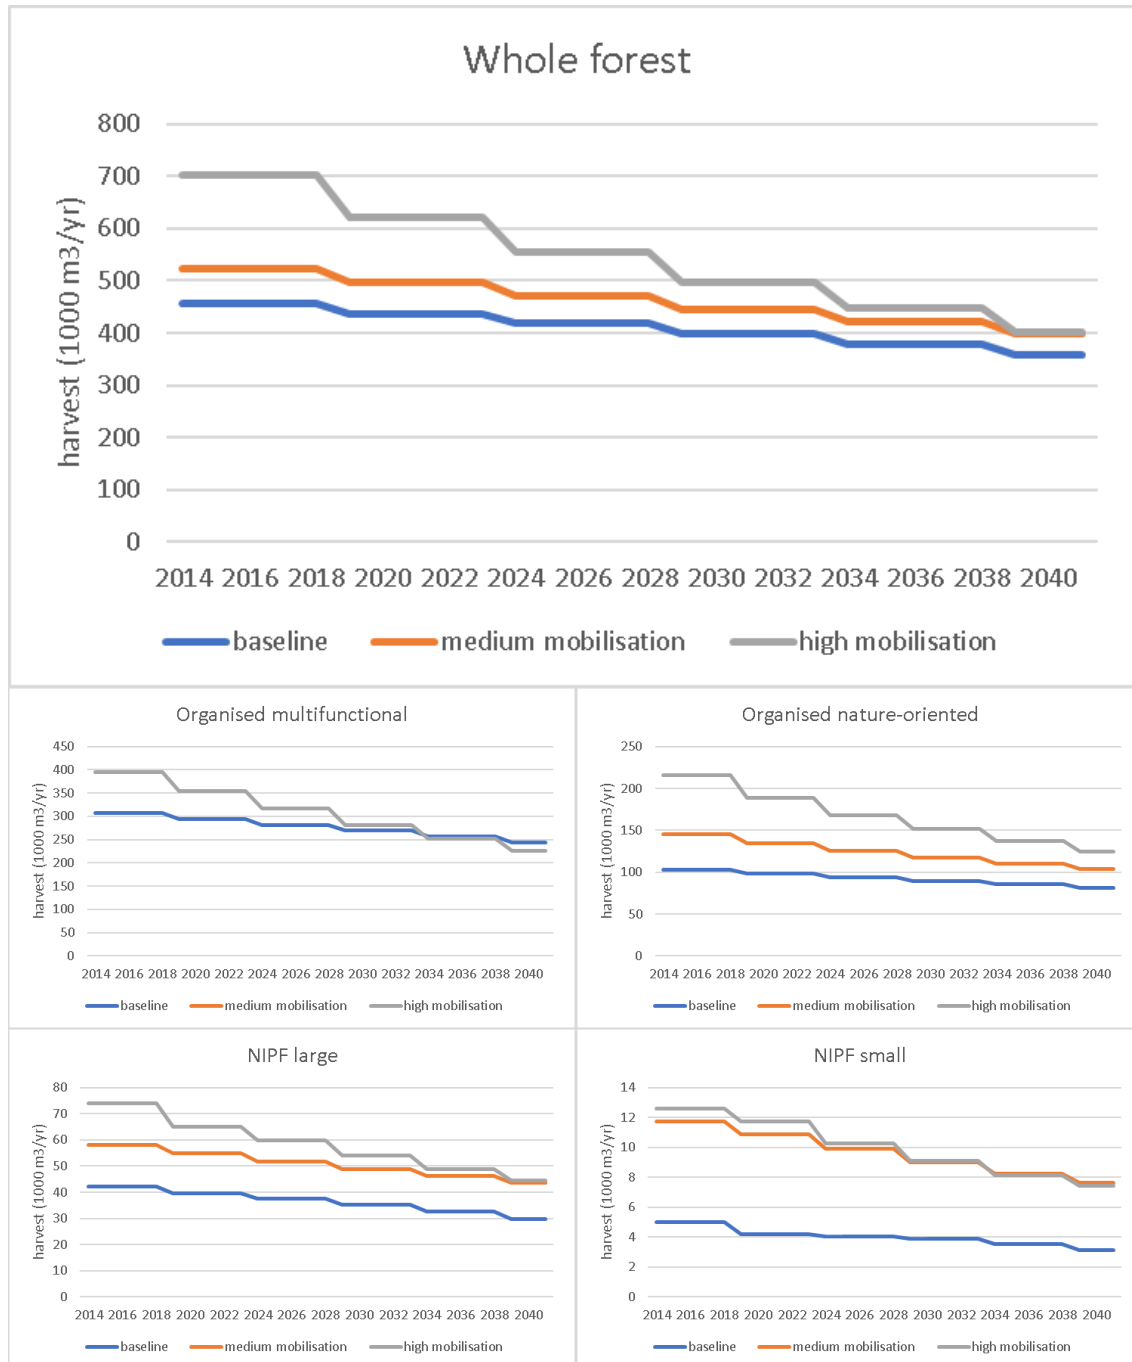 Whole forest
harvest (1000 m3/yr)
800
700
600
500
400
300
200
100
0
2014 2016 2018 2020 2022 2024 2026 2028 2030 2032 2034 2036 2038 2040
baseline medium mobilisation high mobilisation
Organised multifunctional
harvest (1000 m3/yr)
450
400
350
300
250
200
150
100
50
0
2014 2016 2018 2020 2022 2024 2026 2028 2030 2032 2034 2036 2038 2040
baseline medium mobilisation high mobilisation
Organised nature-oriented
harvest (1000 m3/yr)
250
200
150
100
50
0
2014 2016 2018 2020 2022 2024 2026 2028 2030 2032 2034 2036 2038 2040
baseline medium mobilisation high mobilisation
NIPF large
harvest (1000 m3/yr)
80
70
60
50
40
30
20
10
0
2014 2016 2018 2020 2022 2024 2026 2028 2030 2032 2034 2036 2038 2040
baseline medium mobilisation high mobilisation
NIPF small
harvest (1000 m3/yr)
14
12
10
8
6
4
2
0
2014 2016 2018 2020 2022 2024 2026 2028 2030 2032 2034 2036 2038 2040
baseline medium mobilisation high mobilisation